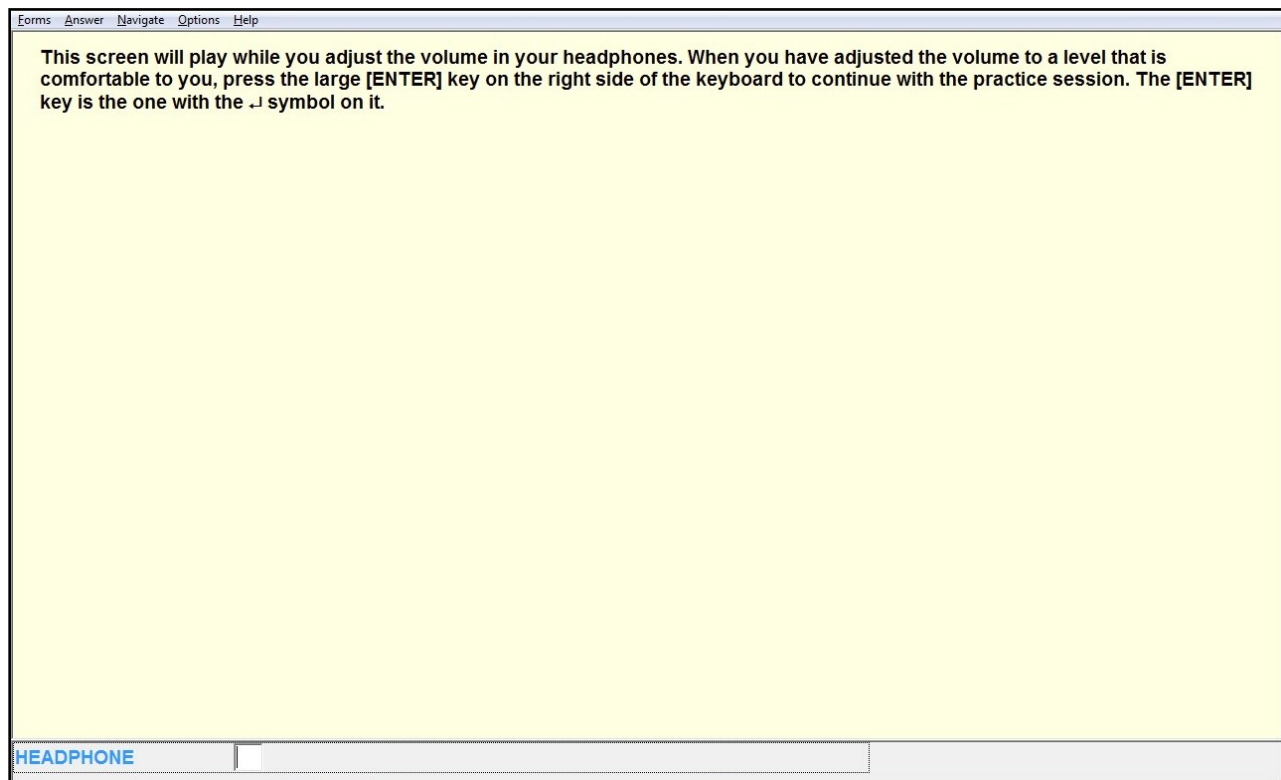 Forms Answer Navigate Options Help
This screen will play while you adjust the volume in your headphones. When you have adjusted the volume to a level that is
comfortable to you, press the large [ENTER] key on the right side of the keyboard to continue with the practice session. The [ENTER]
key is the one with the ↵ symbol on it.
HEADPHONE